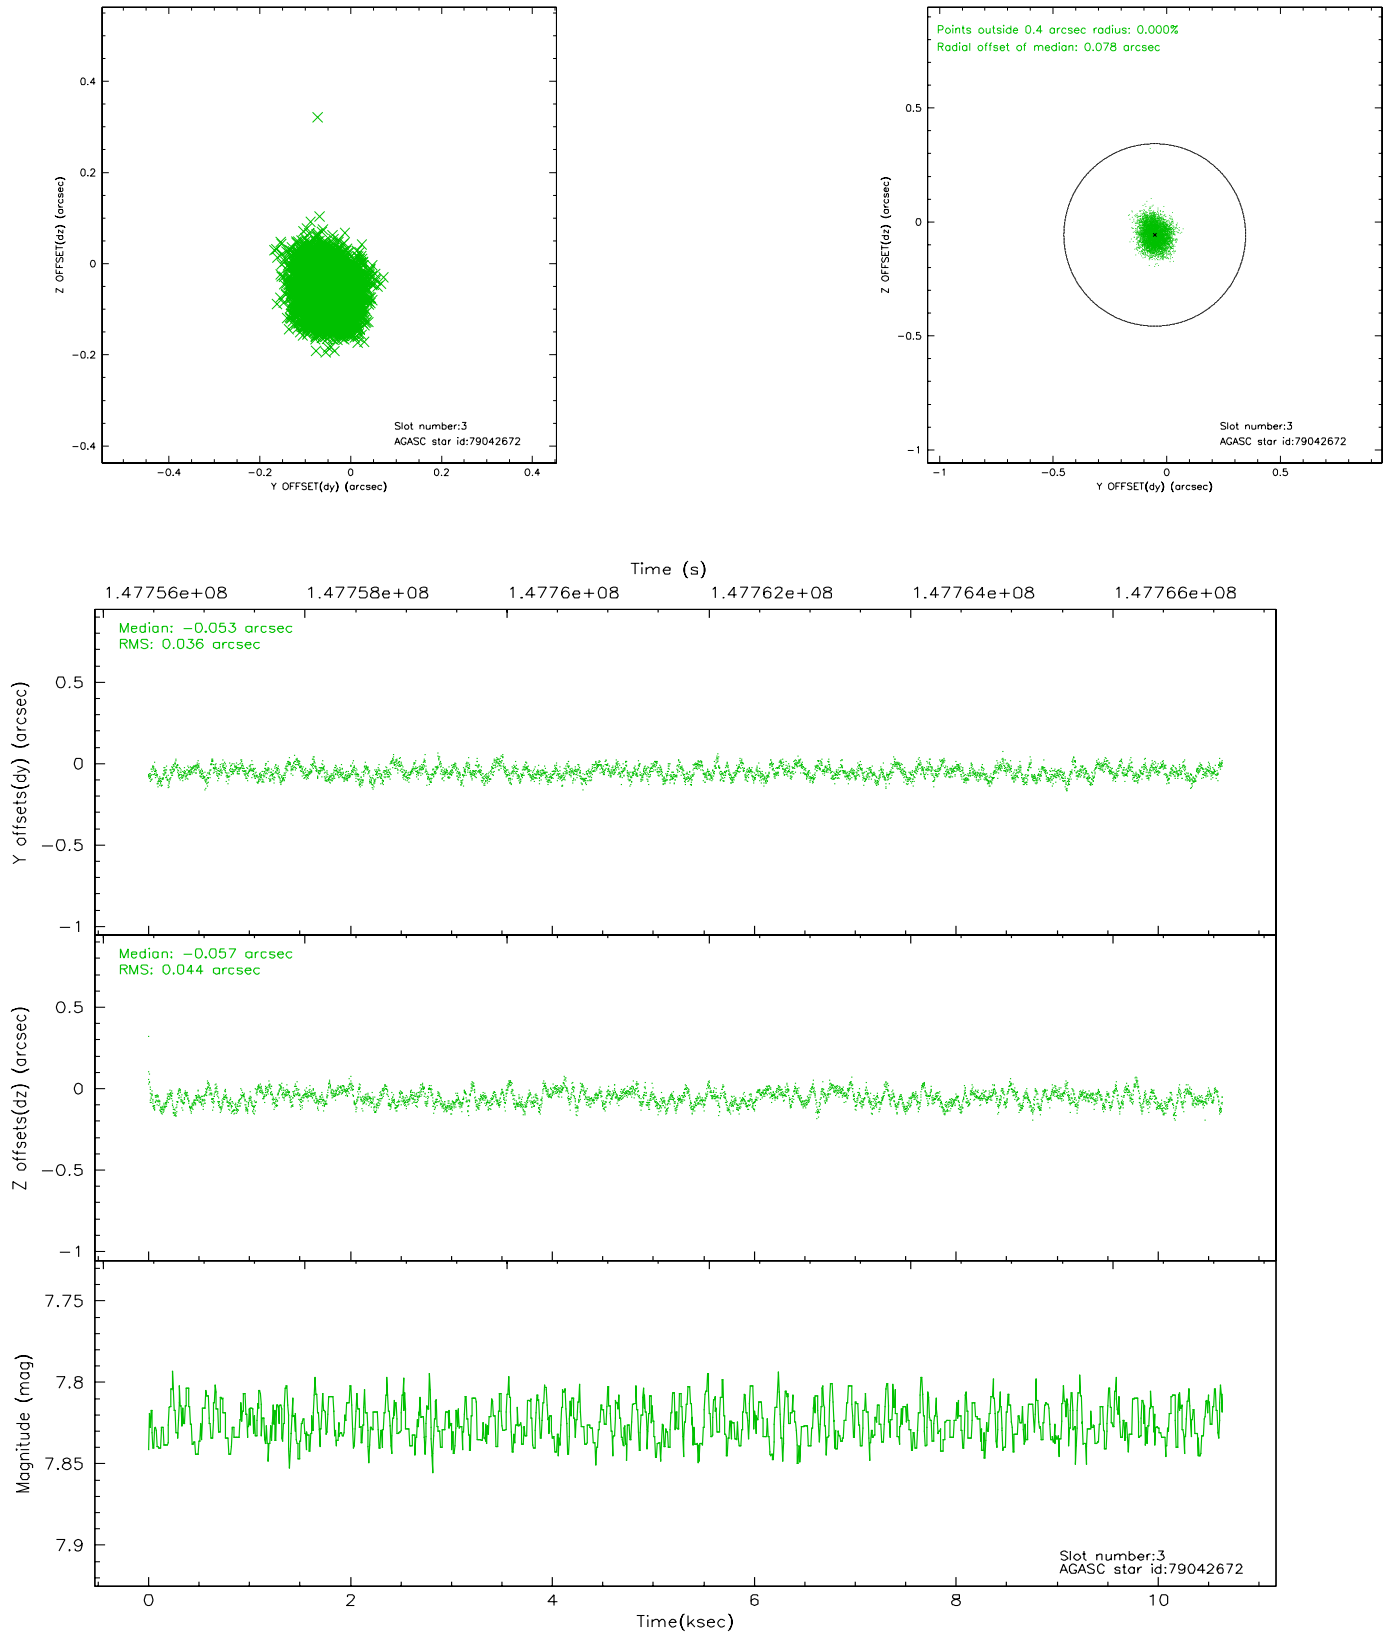 0.4
0.2
0
−0.2
−0.4
Z OFFSET(dz) (arcsec)
−0.4
−0.2
0
0.2
0.4
Y OFFSET(dy) (arcsec)
Slot number:3
AGASC star id:79042672
Points outside 0.4 arcsec radius: 0.000%
Radial offset of median: 0.078 arcsec
0.5
0
−0.5
−1
Z OFFSET(dz) (arcsec)
−1
−0.5
0
0.5
Y OFFSET(dy) (arcsec)
Slot number:3
AGASC star id:79042672
Time (s)
1.47756e+08
1.47758e+08
1.4776e+08
1.47762e+08
1.47764e+08
1.47766e+08
Median: −0.053 arcsec
RMS: 0.036 arcsec
0.5
0
−0.5
−1
Y offsets(dy) (arcsec)
Median: −0.057 arcsec
RMS: 0.044 arcsec
0.5
0
−0.5
−1
Z offsets(dz) (arcsec)
7.75
7.8
7.85
7.9
Magnitude (mag)
Slot number:3
AGASC star id:79042672
0
2
4
6
8
10
Time(ksec)